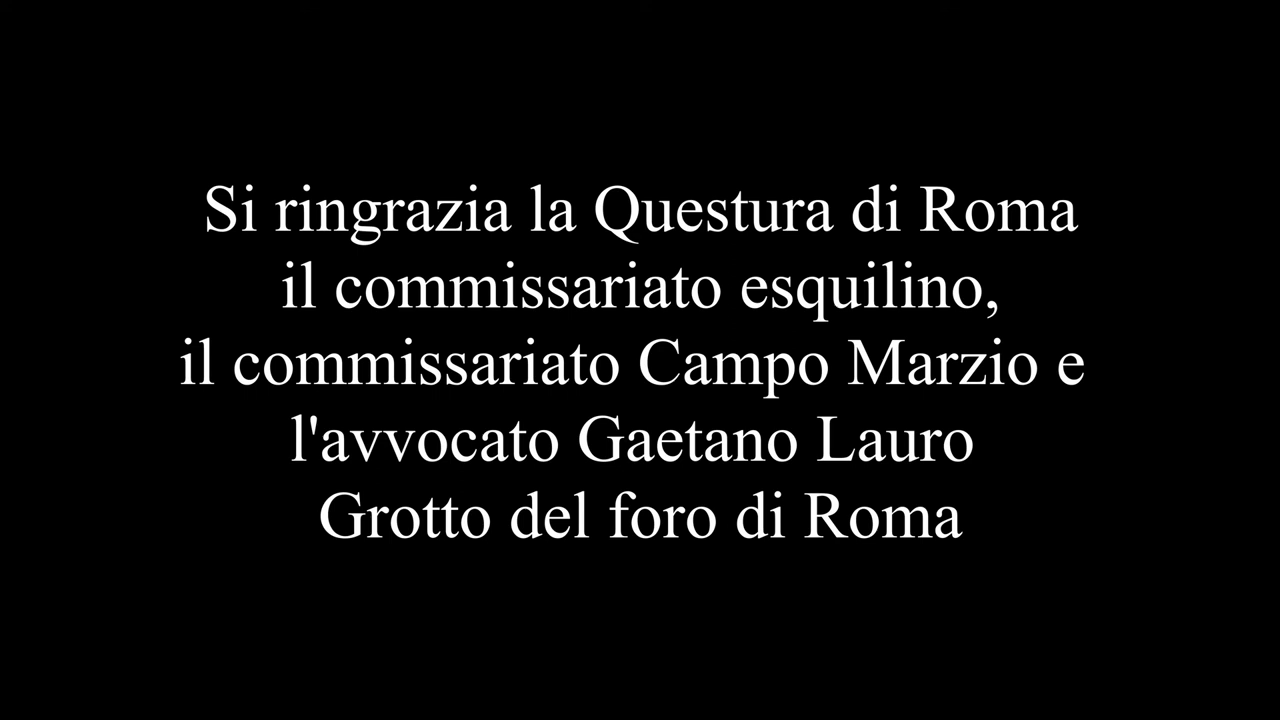 Si ringrazia la Questura di Roma
il commissariato esquilino,
il commissariato Campo Marzio e
l'avvocato Gaetano Lauro
Grotto del foro di Roma